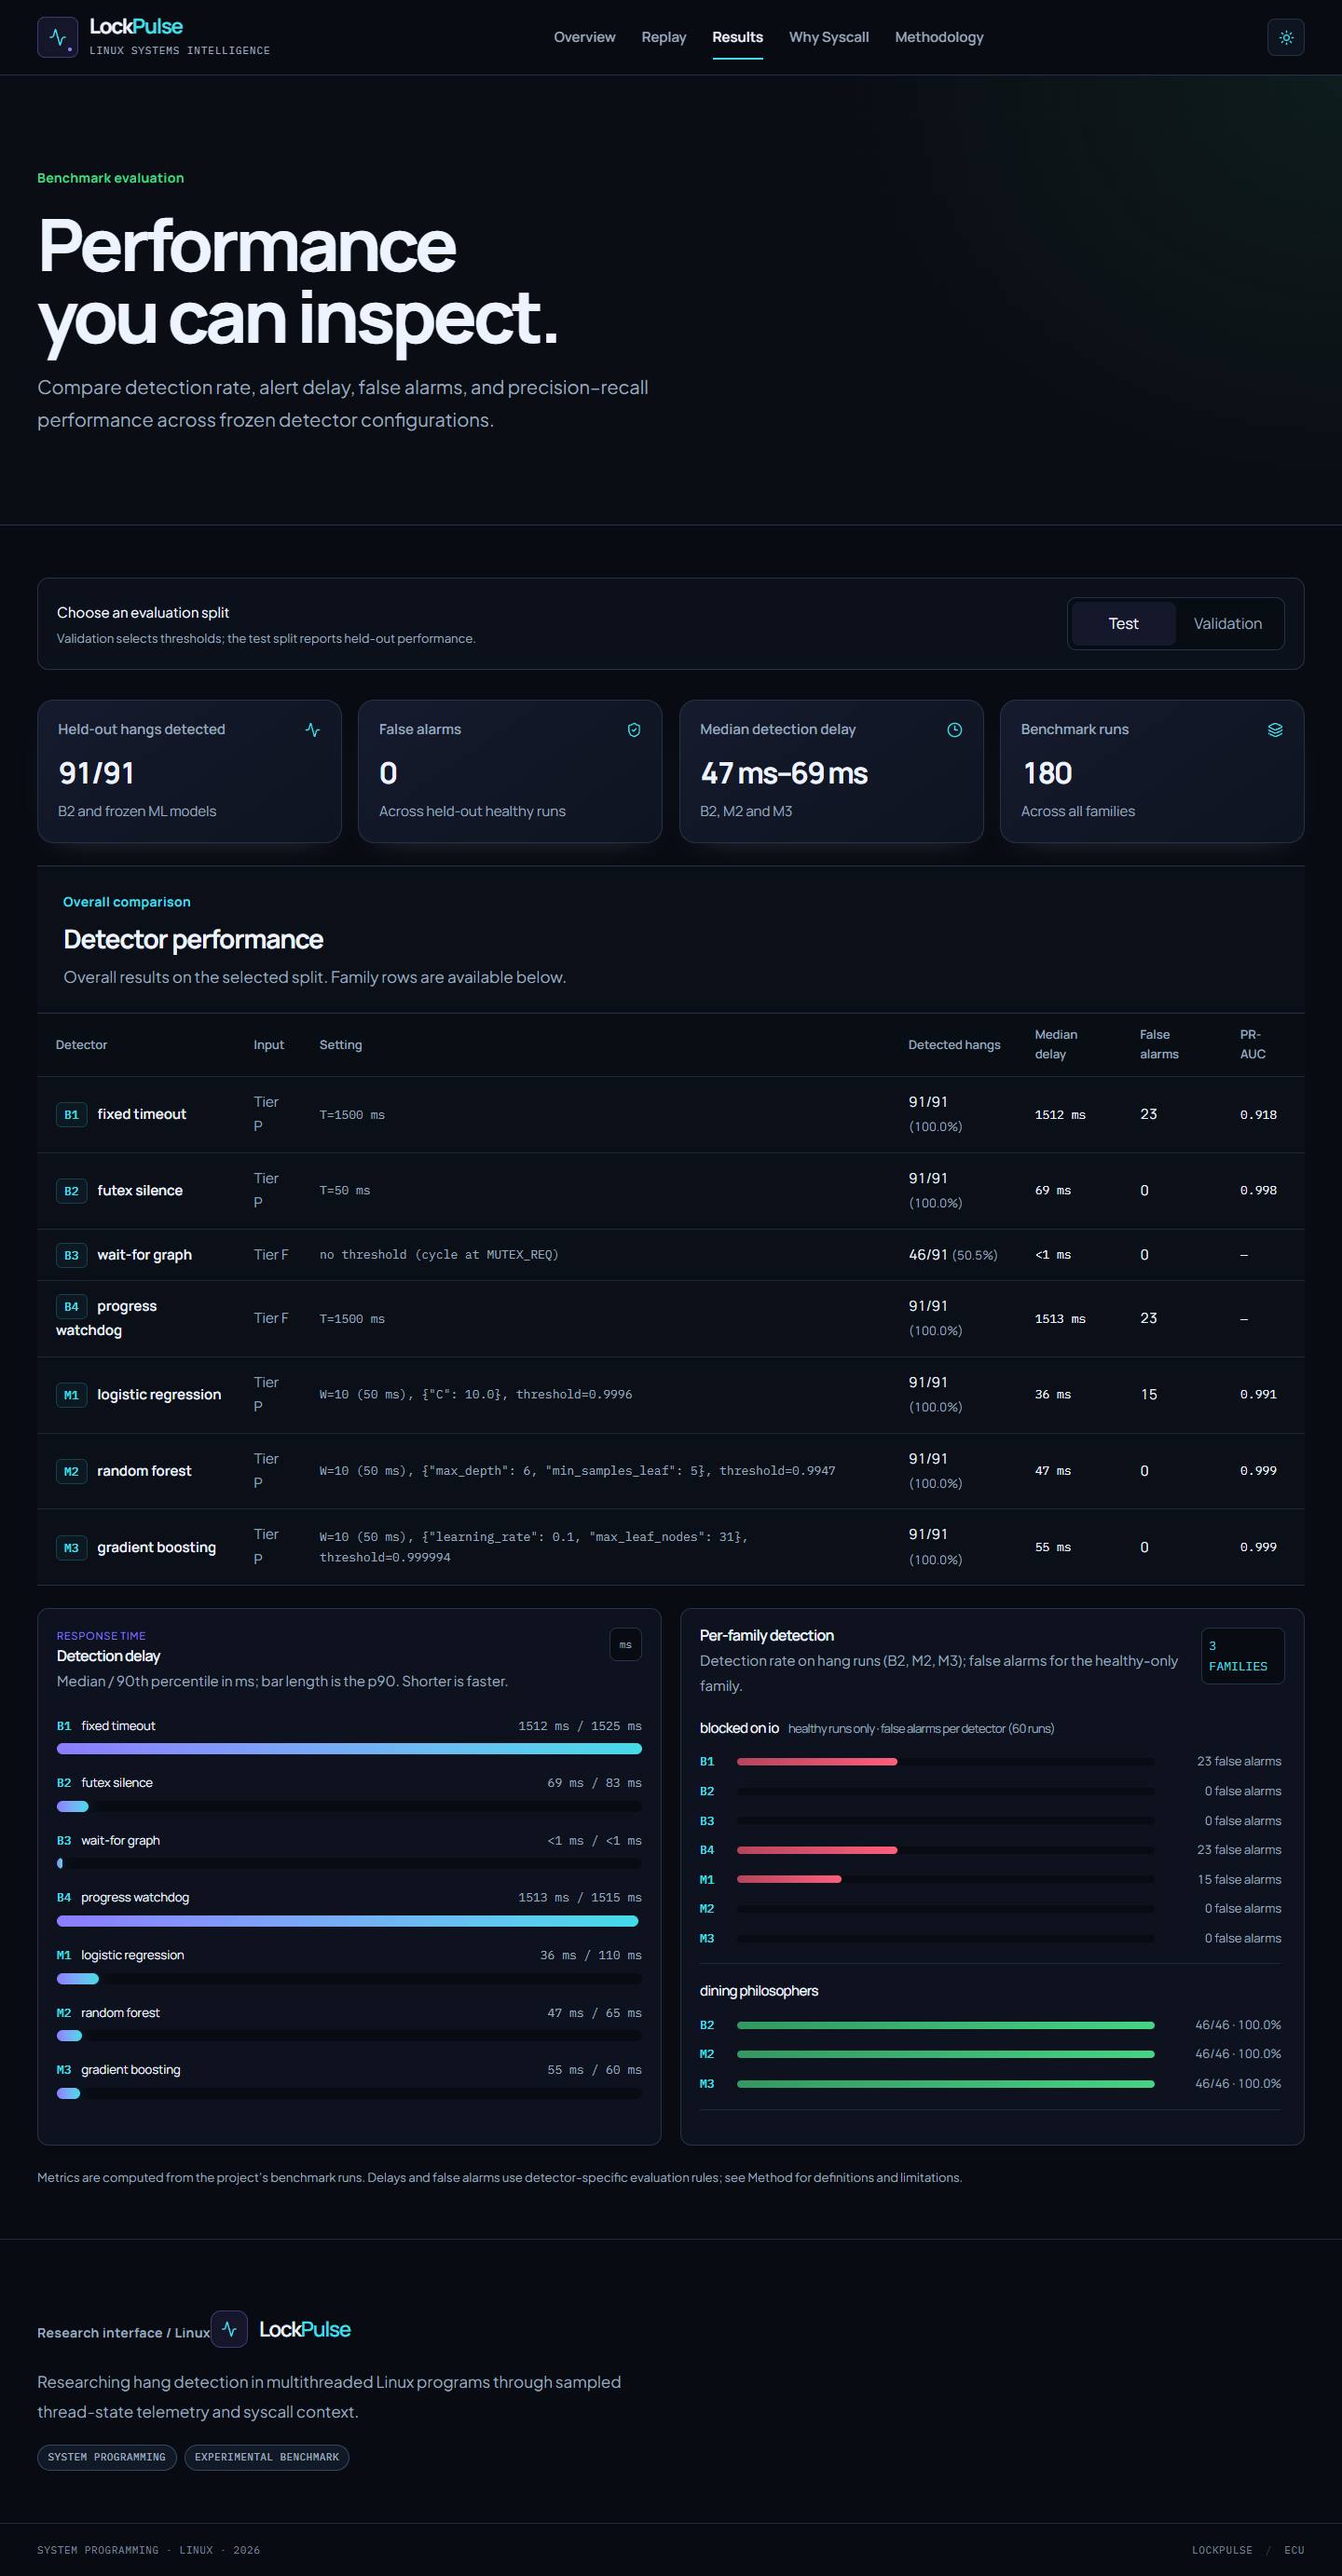 LockPulse
LINUX SYSTEMS INTELLIGENCE
Overview Replay Results Why Syscall Methodology
Benchmark evaluation
Performance
you can inspect.
Compare detection rate, alert delay, false alarms, and precision–recall
performance across frozen detector configurations.
Choose an evaluation split
Validation selects thresholds; the test split reports held-out performance.
Test Validation
Held-out hangs detected
91/91
B2 and frozen ML models
False alarms
0
Across held-out healthy runs
Median detection delay
47 ms–69 ms
B2, M2 and M3
Benchmark runs
180
Across all families
Overall comparison
Detector performance
Overall results on the selected split. Family rows are available below.
Detector Input Setting Detected hangs Median delay False alarms PR-AUC
B1 fixed timeout Tier P T=1500 ms 91/91 (100.0%) 1512 ms 23 0.918
B2 futex silence Tier P T=50 ms 91/91 (100.0%) 69 ms 0 0.998
B3 wait-for graph Tier F no threshold (cycle at MUTEX_REQ) 46/91 (50.5%) <1 ms 0 –
B4 progress watchdog Tier F T=1500 ms 91/91 (100.0%) 1513 ms 23 –
M1 logistic regression Tier P W=10 (50 ms), {"C": 10.0}, threshold=0.9996 91/91 (100.0%) 36 ms 15 0.991
M2 random forest Tier P W=10 (50 ms), {"max_depth": 6, "min_samples_leaf": 5}, threshold=0.9947 91/91 (100.0%) 47 ms 0 0.999
M3 gradient boosting Tier P W=10 (50 ms), {"learning_rate": 0.1, "max_leaf_nodes": 31}, threshold=0.999994 91/91 (100.0%) 55 ms 0 0.999
RESPONSE TIME
Detection delay
Median / 90th percentile in ms; bar length is the p90. Shorter is faster.
ms
B1 fixed timeout 1512 ms / 1525 ms
B2 futex silence 69 ms / 83 ms
B3 wait-for graph <1 ms / <1 ms
B4 progress watchdog 1513 ms / 1515 ms
M1 logistic regression 36 ms / 110 ms
M2 random forest 47 ms / 65 ms
M3 gradient boosting 55 ms / 60 ms
Per-family detection
Detection rate on hang runs (B2, M2, M3); false alarms for the healthy-only
family.
3
FAMILIES
blocked on io healthy runs only · false alarms per detector (60 runs)
B1 23 false alarms
B2 0 false alarms
B3 0 false alarms
B4 23 false alarms
M1 15 false alarms
M2 0 false alarms
M3 0 false alarms
dining philosophers
B2 46/46 · 100.0%
M2 46/46 · 100.0%
M3 46/46 · 100.0%
Metrics are computed from the project's benchmark runs. Delays and false alarms use detector-specific evaluation rules; see Method for definitions and limitations.
Research interface / Linux LockPulse
Researching hang detection in multithreaded Linux programs through sampled
thread-state telemetry and syscall context.
SYSTEM PROGRAMMING EXPERIMENTAL BENCHMARK
SYSTEM PROGRAMMING · LINUX · 2026
LOCKPULSE / ECU